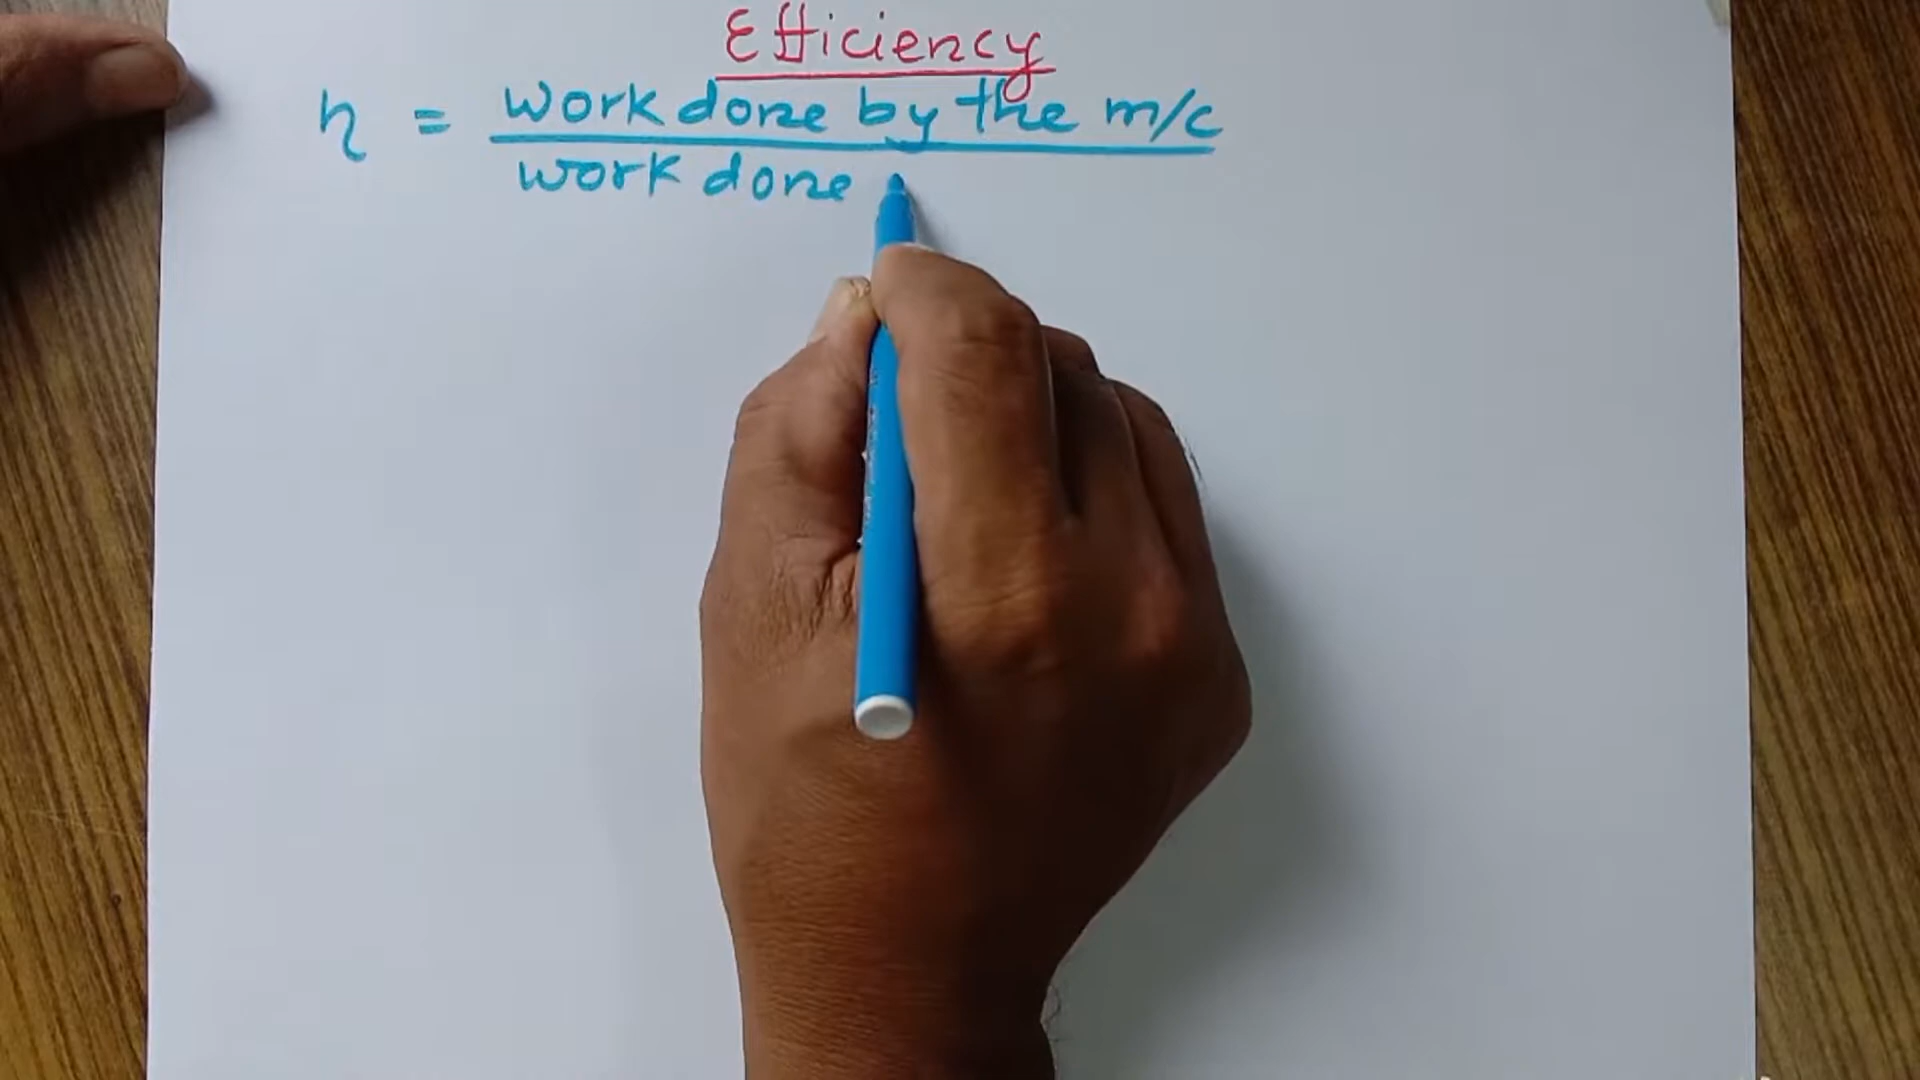 Efficiency
η = work done by the m/c
work done